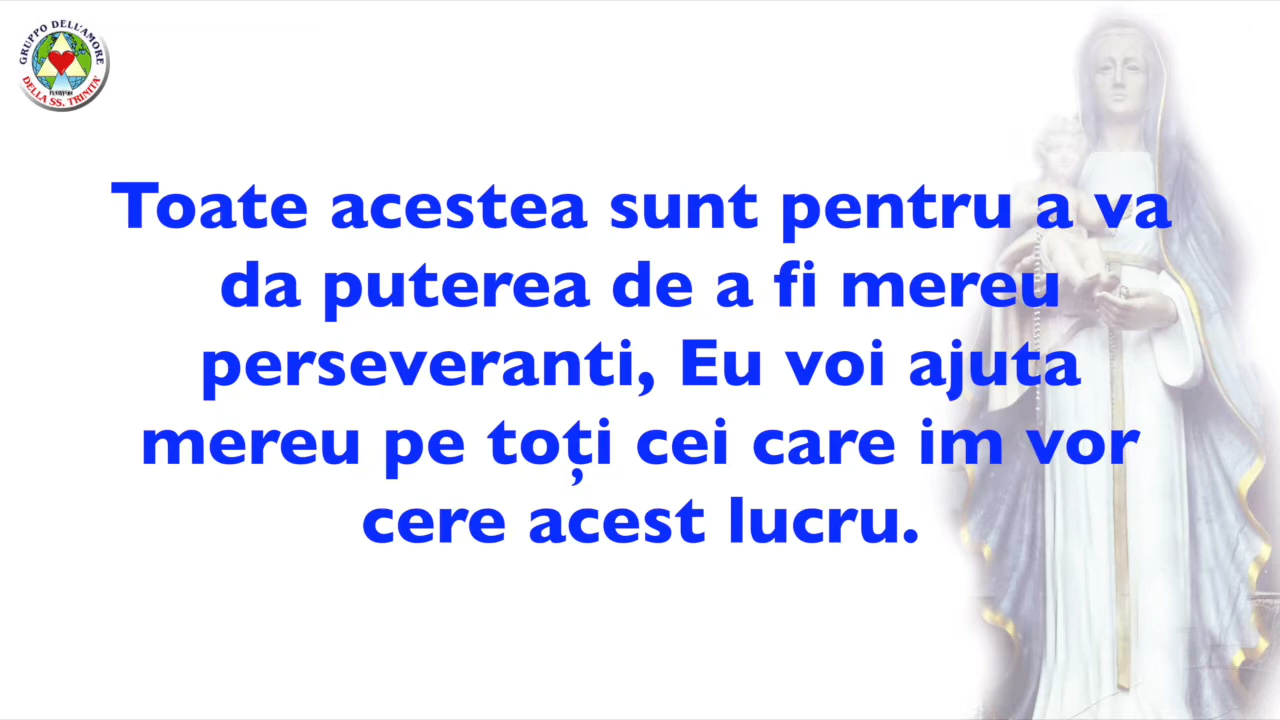 GRUPPO DELL'AMORE
DELLA SS. TRINITA'
Toate acestea sunt pentru a va
da puterea de a fi mereu
perseveranti, Eu voi ajuta
mereu pe toți cei care im vor
cere acest lucru.